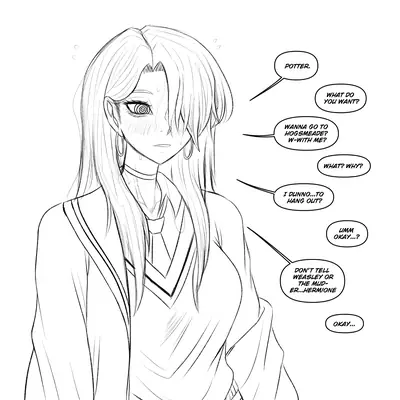 POTTER.
WHAT DO
YOU WANT?
WANNA GO TO
HOGSMEADE?
W-WITH ME?
WHAT? WHY?
I DUNNO...TO
HANG OUT?
UMM
OKAY...?
DON'T TELL
WEASLEY OR
THE MUD-
ER...HERMIONE
OKAY...